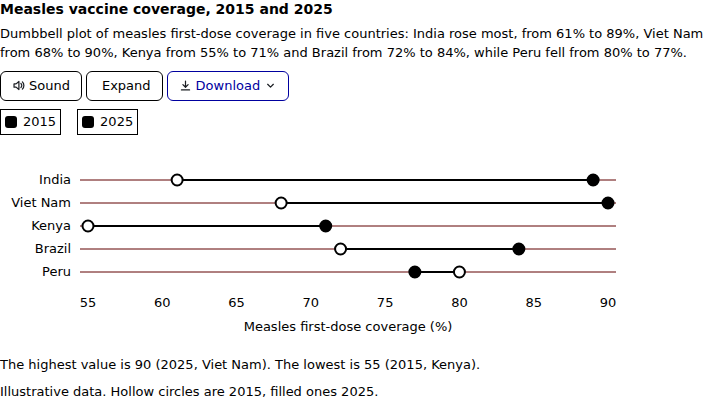 Measles vaccine coverage, 2015 and 2025
Dumbbell plot of measles first-dose coverage in five countries: India rose most, from 61% to 89%, Viet Nam
from 68% to 90%, Kenya from 55% to 71% and Brazil from 72% to 84%, while Peru fell from 80% to 77%.
Sound Expand Download
2015 2025
India
Viet Nam
Kenya
Brazil
Peru
55 60 65 70 75 80 85 90
Measles first-dose coverage (%)
The highest value is 90 (2025, Viet Nam). The lowest is 55 (2015, Kenya).
Illustrative data. Hollow circles are 2015, filled ones 2025.